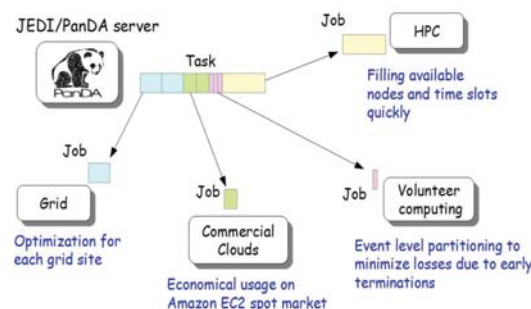 JEDI/PanDA server
PanDA
Task
Job
HPC
Filling available
nodes and time slots
quickly
Job
Grid
Optimization for
each grid site
Job
Commercial
Clouds
Economical usage on
Amazon EC2 spot market
Job
Volunteer
computing
Event level partitioning to
minimize losses due to early
terminations